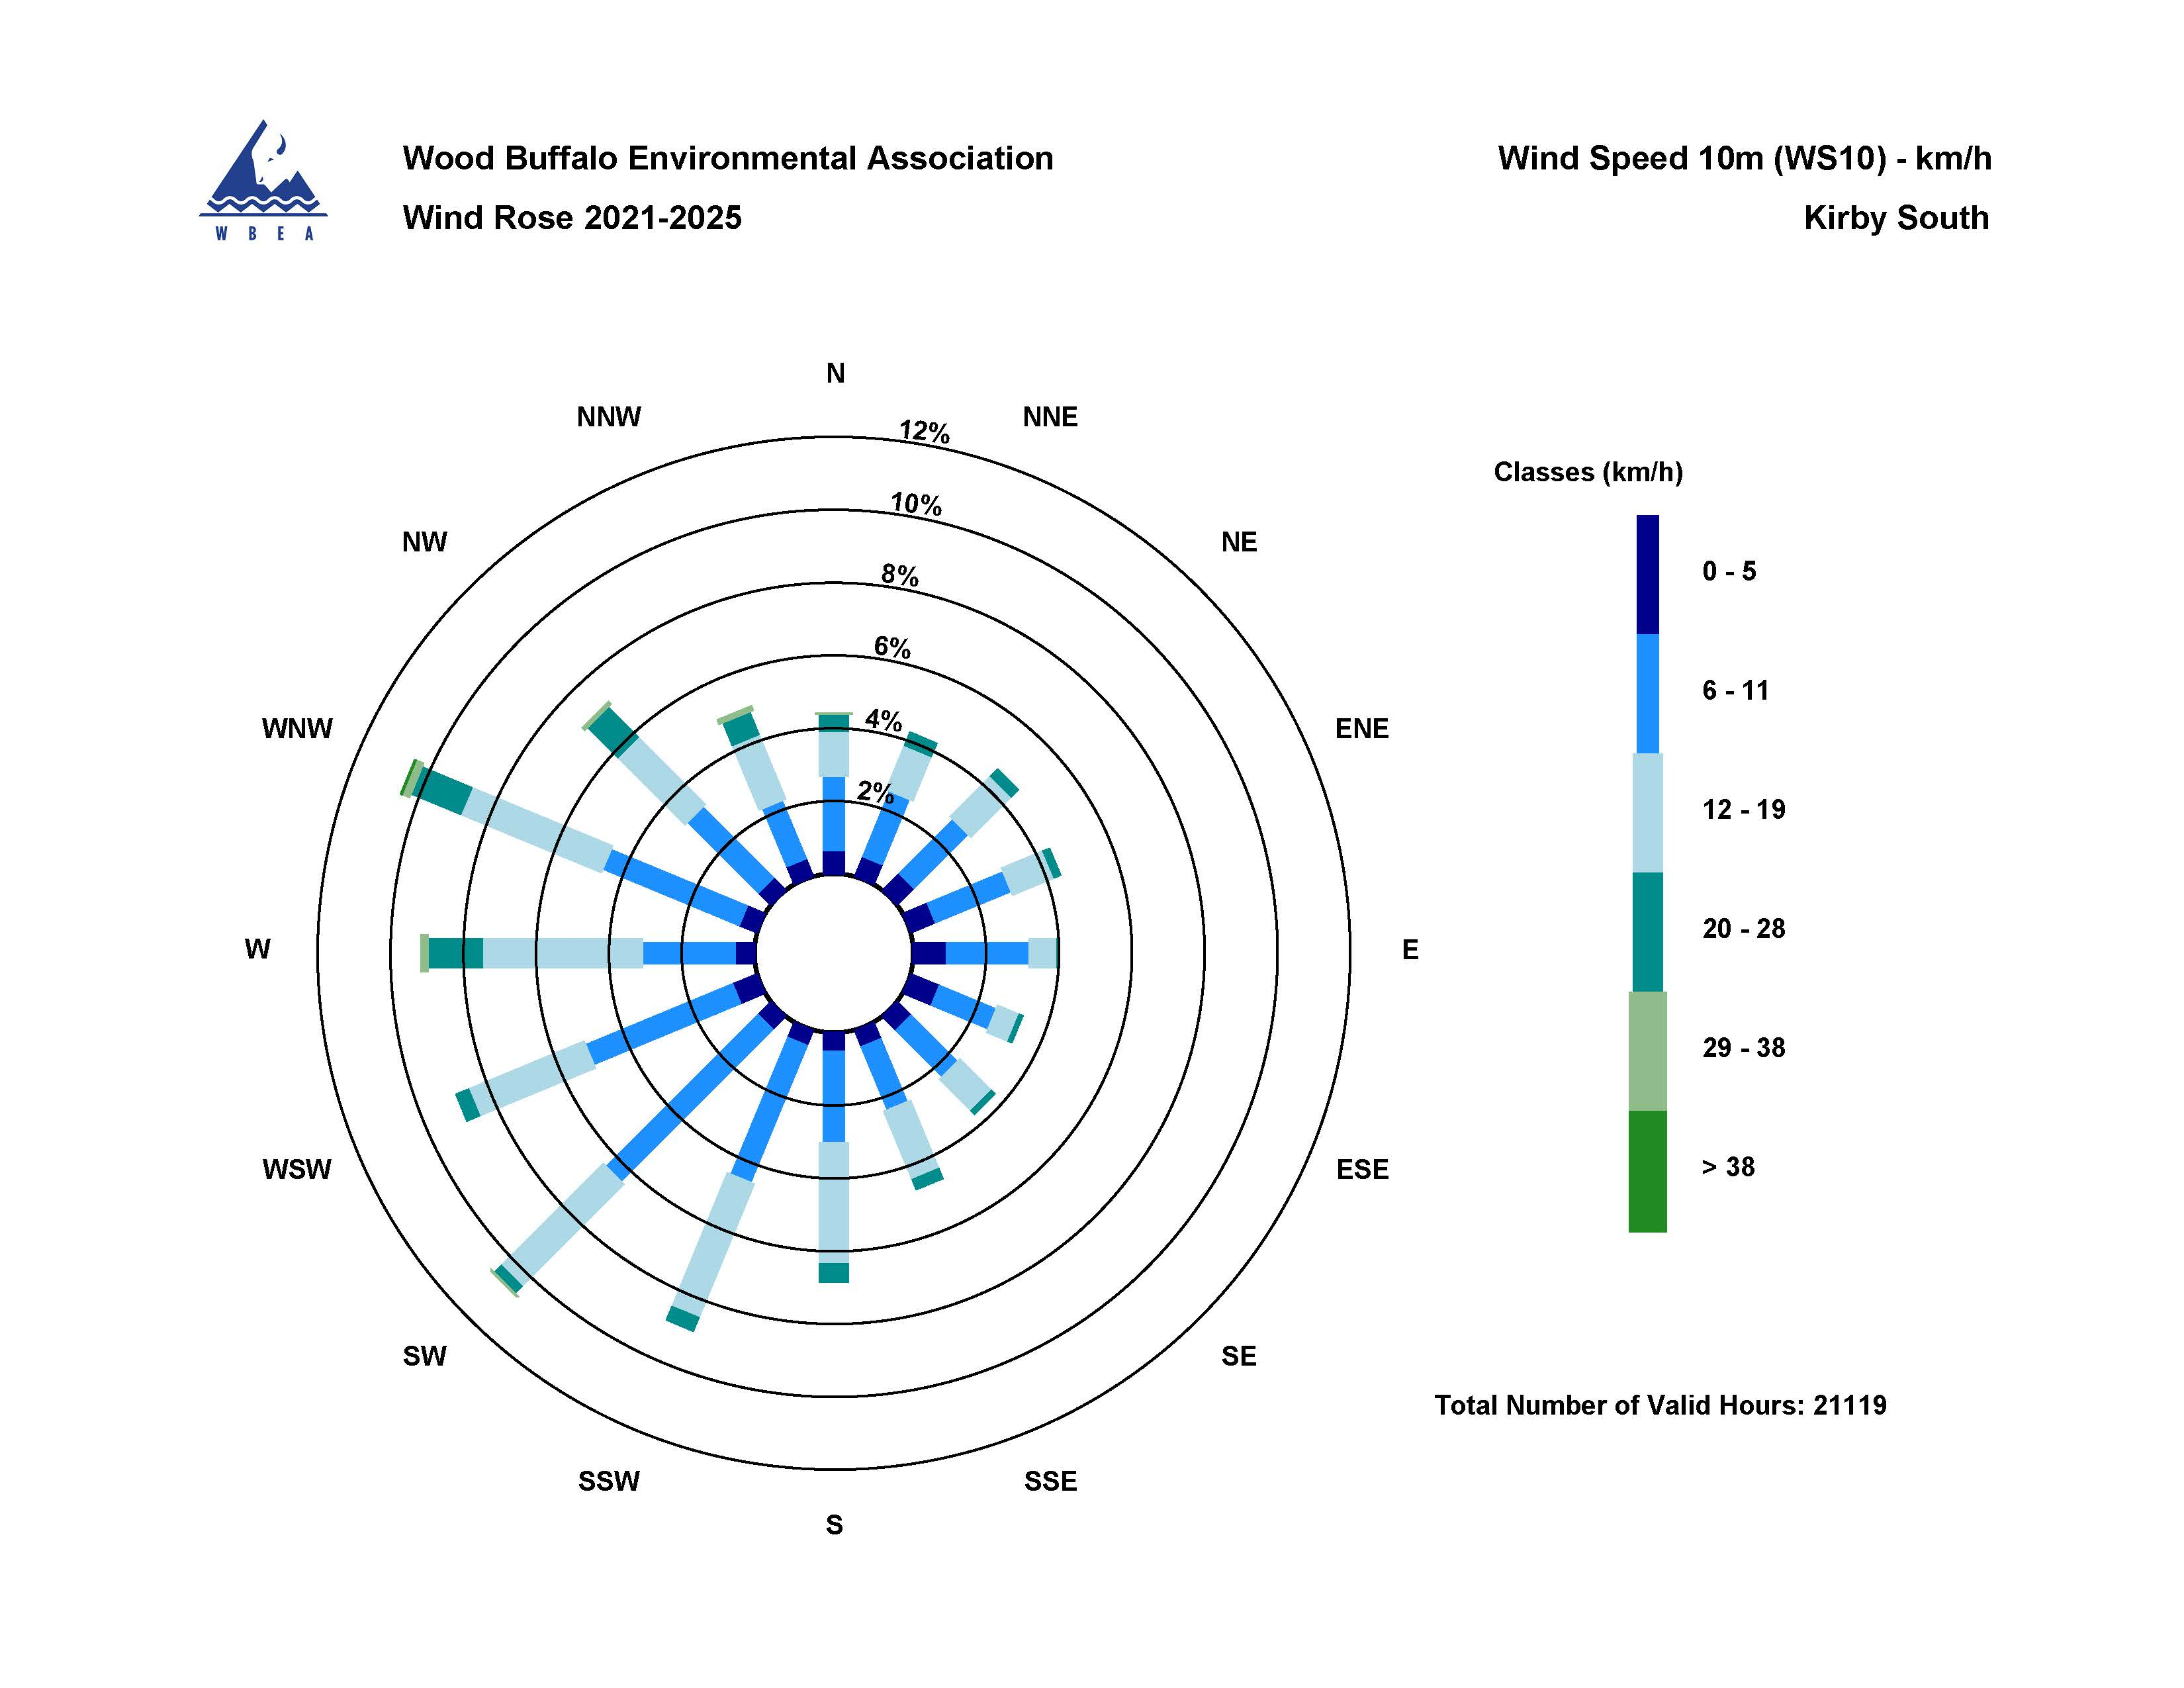 Wood Buffalo Environmental Association
Wind Rose 2021-2025
Wind Speed 10m (WS10) - km/h
Kirby South
W B E A
N
NNW
NNE
12%
10%
NW
NE
8%
6%
WNW
4%
ENE
2%
W
E
WSW
ESE
SW
SE
SSW
SSE
S
Classes (km/h)
0 - 5
6 - 11
12 - 19
20 - 28
29 - 38
> 38
Total Number of Valid Hours: 21119